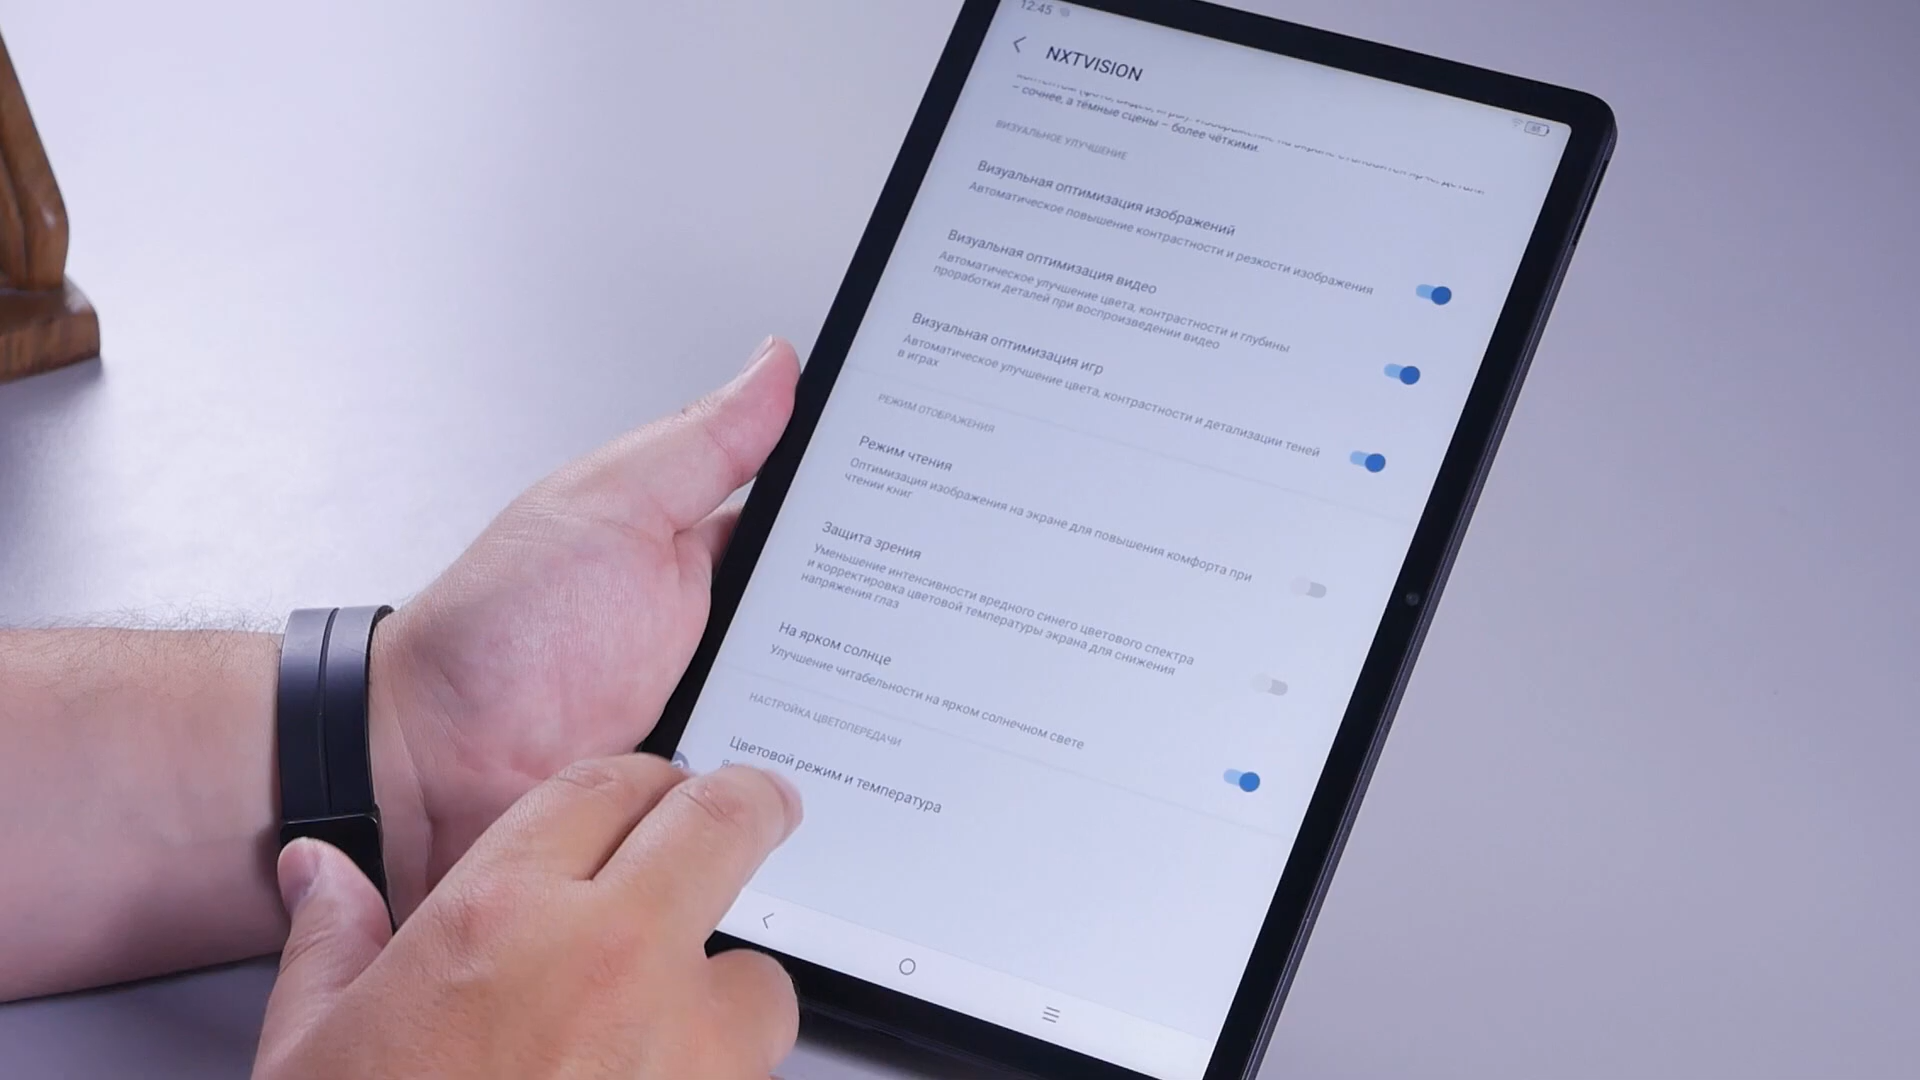 12:45
NXTVISION
– сочнее, а тёмные сцены – более чёткими.
ВИЗУАЛЬНОЕ УЛУЧШЕНИЕ
Визуальная оптимизация изображений
Автоматическое повышение контрастности и резкости изображения
Визуальная оптимизация видео
Автоматическое улучшение цвета, контрастности и глубины
проработки деталей при воспроизведении видео
Визуальная оптимизация игр
Автоматическое улучшение цвета, контрастности и детализации теней
в играх
РЕЖИМ ОТОБРАЖЕНИЯ
Режим чтения
Оптимизация изображения на экране для повышения комфорта при
чтении книг
Защита зрения
Уменьшение интенсивности вредного синего цветового спектра
и корректировка цветовой температуры экрана для снижения
напряжения глаз
На ярком солнце
Улучшение читабельности на ярком солнечном свете
НАСТРОЙКА ЦВЕТОПЕРЕДАЧИ
Цветовой режим и температура